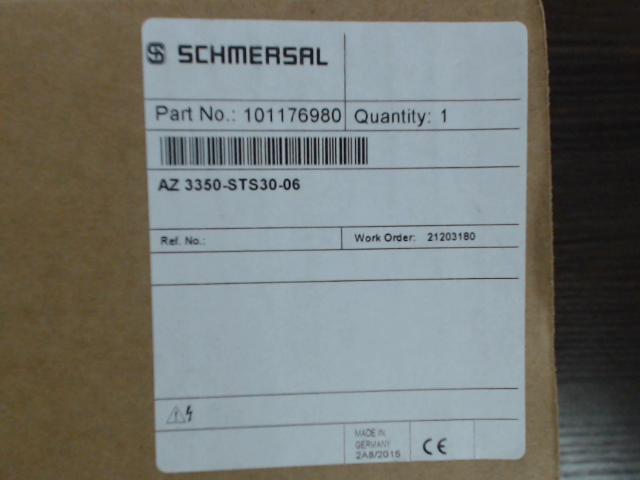 SCHMERSAL
Part No.: 101176980 Quantity: 1
AZ 3350-STS30-06
Ref. No.: Work Order: 21203180
MADE IN
GERMANY
2A8/2015
CE